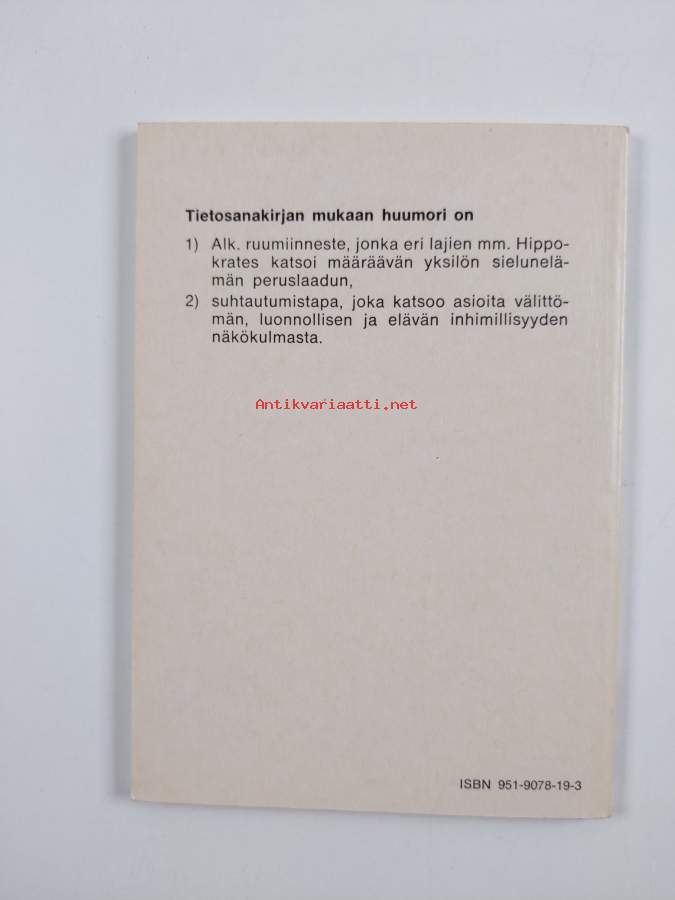 Tietosanakirjan mukaan huumori on
1) Alk. ruumiinneste, jonka eri lajien mm. Hippo-
krates katsoi määräävän yksilön sielunelä-
män peruslaadun,
2) suhtautumistapa, joka katsoo asioita välittö-
män, luonnollisen ja elävän inhimillisyyden
näkökulmasta.
Antikvariaatti.net
ISBN 951-9078-19-3